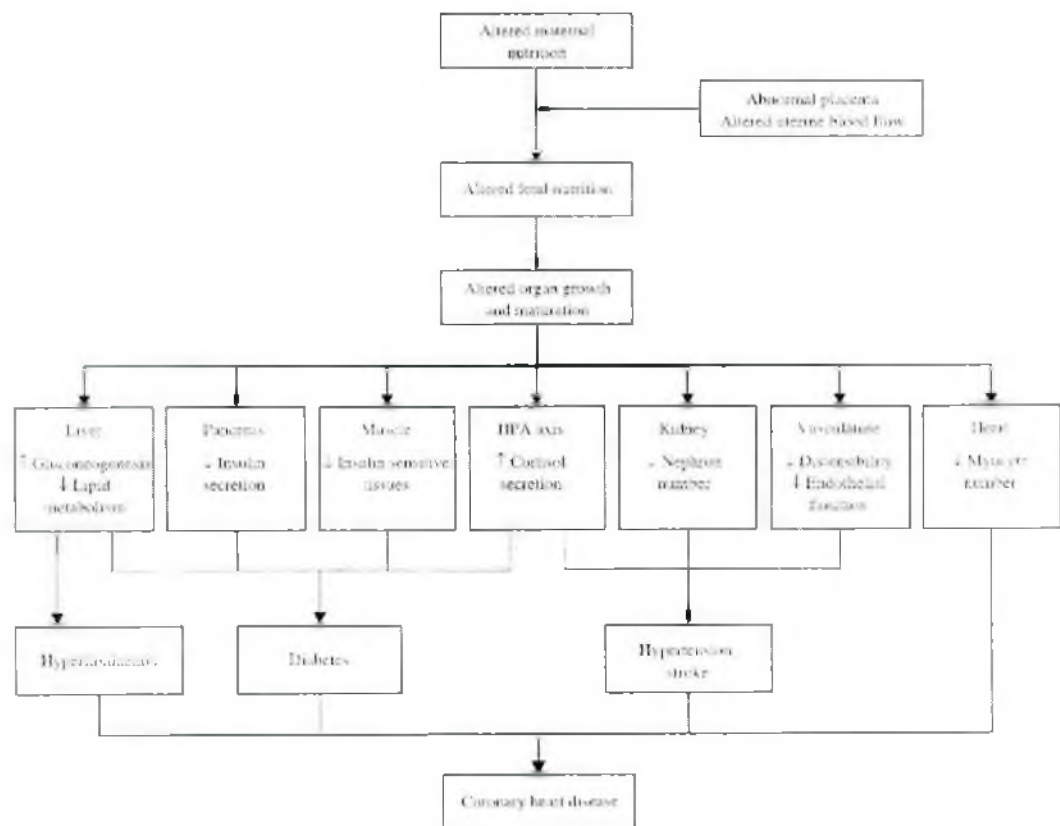 Altered maternal
nutrition
Abnormal placenta
Altered uterine blood flow
Altered fetal nutrition
Altered organ growth
and maturation
Liver
↑ Gluconeogenesis
↓ Lipid
metabolism
Pancreas
↓ Insulin
secretion
Muscle
↓ Insulin sensitive
tissues
HPA axis
↑ Cortisol
secretion
Kidney
↓ Nephron
number
Vasculature
↓ Distensibility
↓ Endothelial
function
Heart
↓ Myocyte
number
Diabetes
Hypertension
stroke
Coronary heart disease